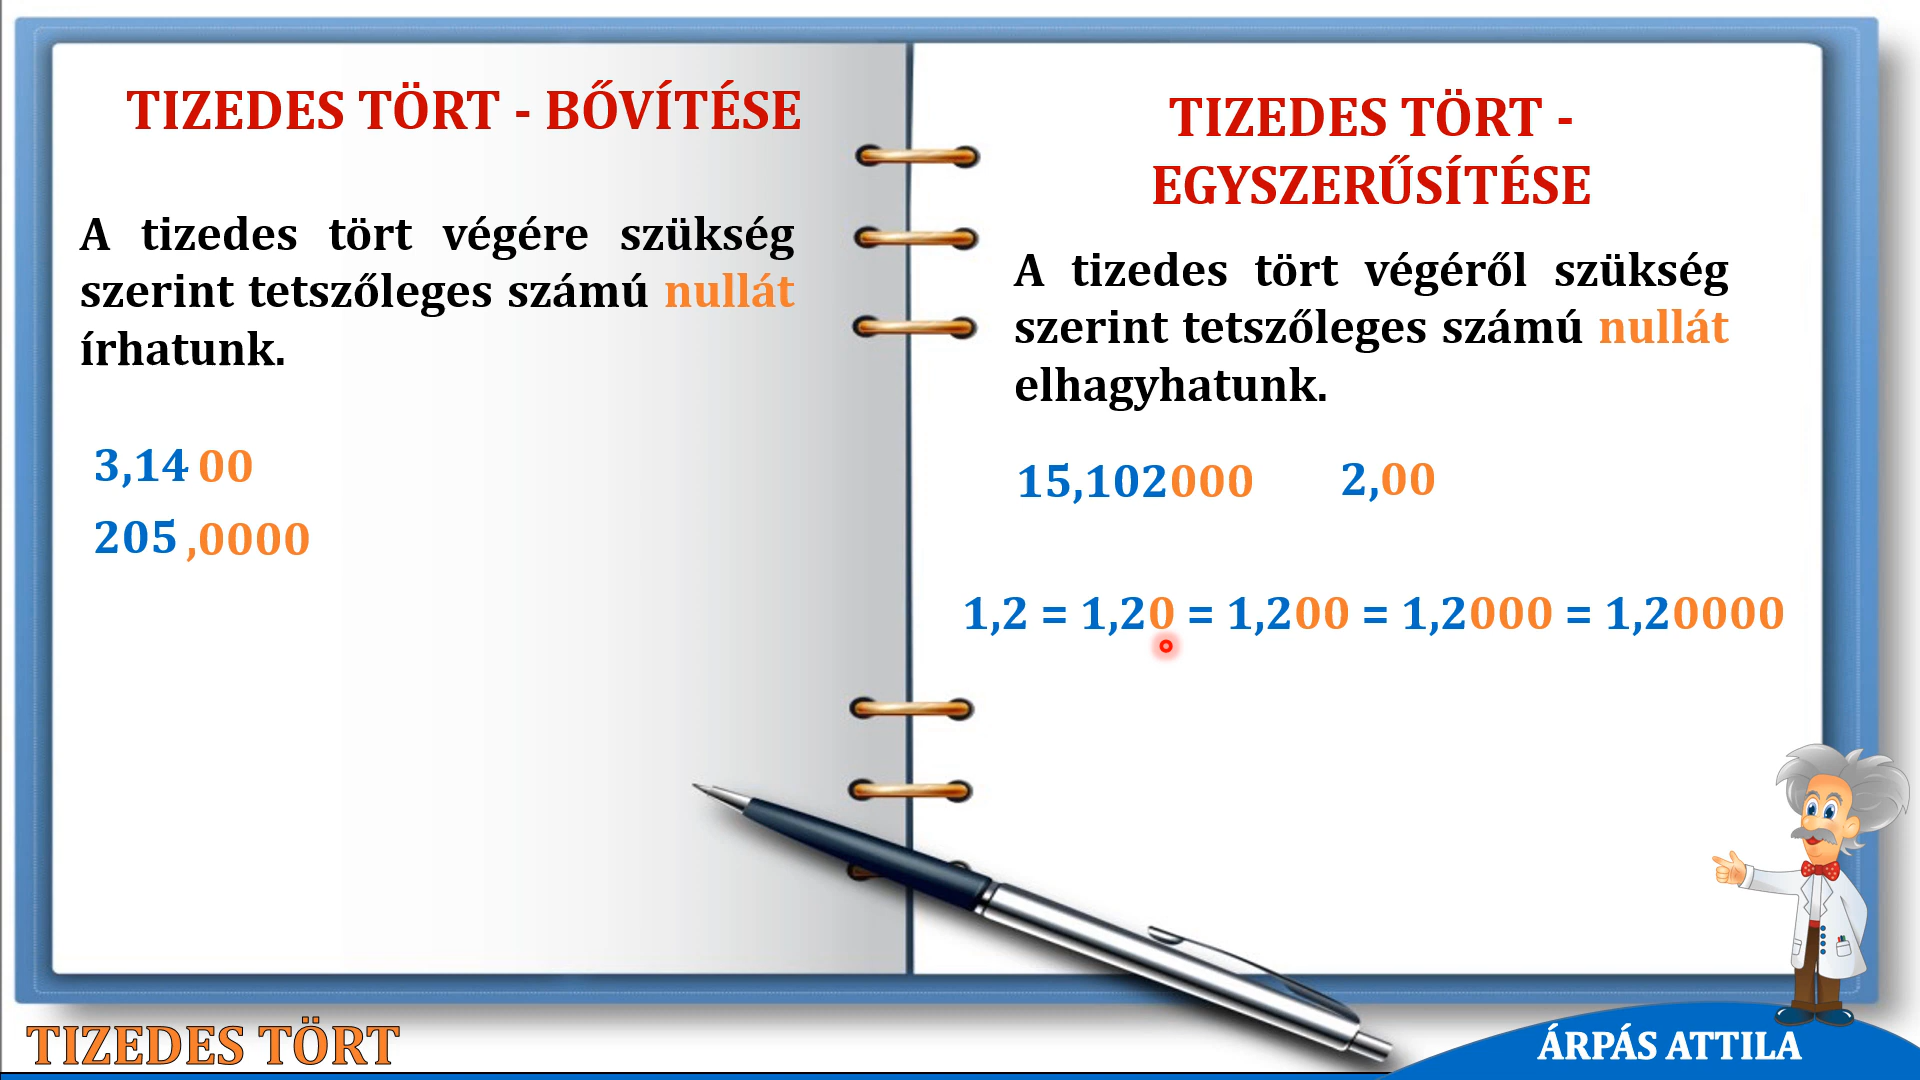 TIZEDES TÖRT - BŐVÍTÉSE
A tizedes tört végére szükség
szerint tetszőleges számú nullát
írhatunk.
3,14 00
205 ,0000
TIZEDES TÖRT -
EGYSZERŰSÍTÉSE
A tizedes tört végéről szükség
szerint tetszőleges számú nullát
elhagyhatunk.
15,102000 2,00
1,2 = 1,20 = 1,200 = 1,2000 = 1,20000
TIZEDES TÖRT
ÁRPÁS ATTILA